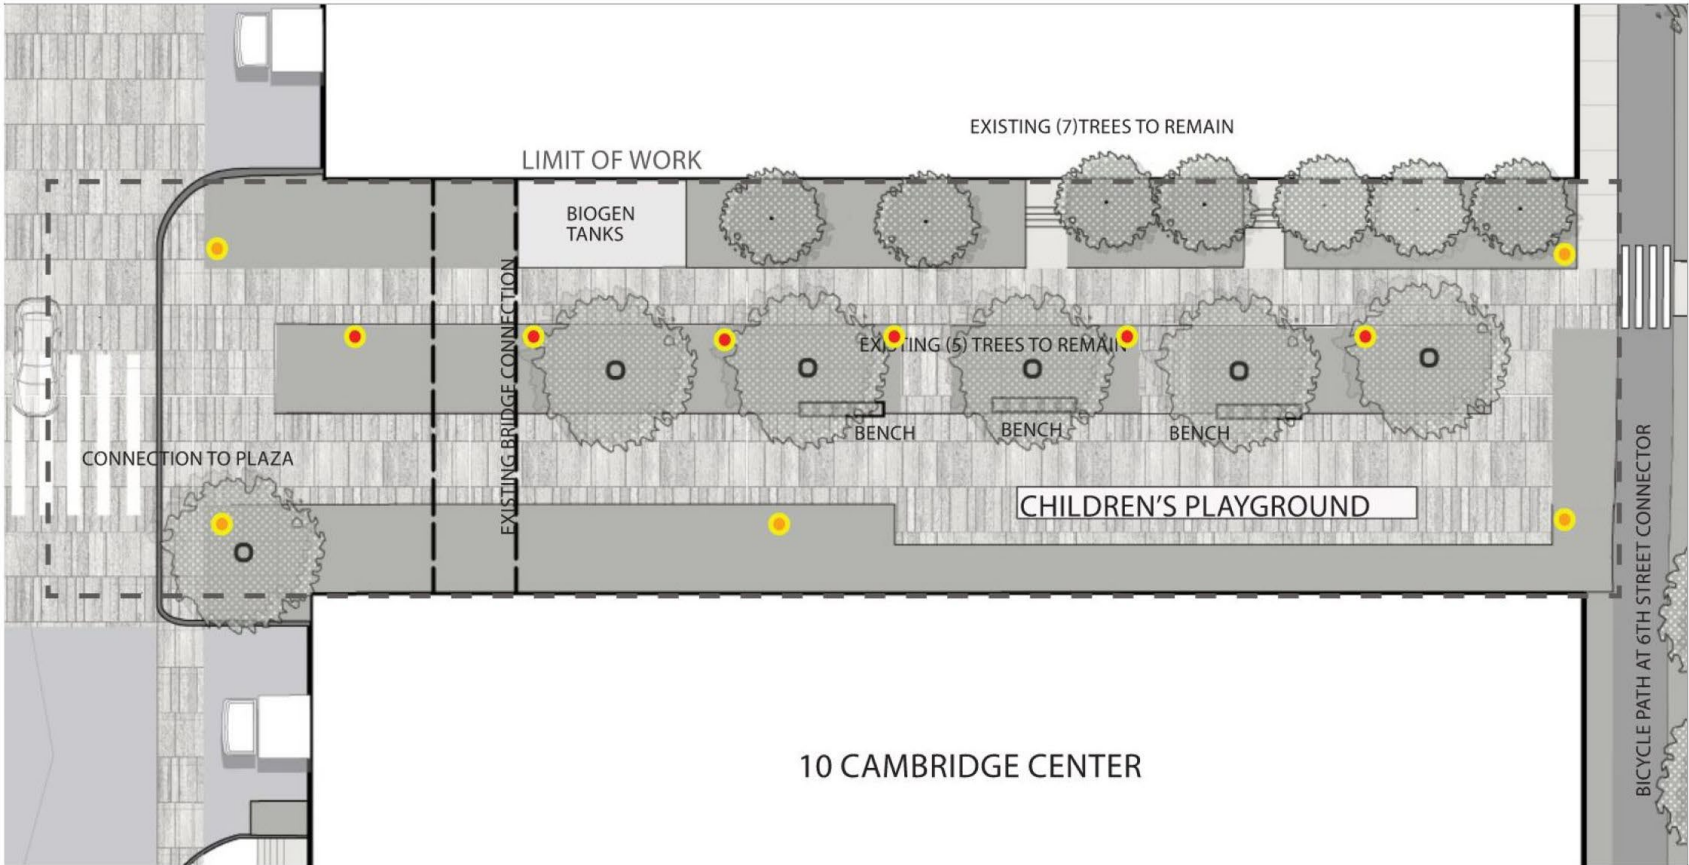 EXISTING (7)TREES TO REMAIN
LIMIT OF WORK
BIOGEN
TANKS
EXISTING BRIDGE CONNECTION
EXISTING (5) TREES TO REMAIN
BENCH
BENCH
BENCH
CONNECTION TO PLAZA
CHILDREN'S PLAYGROUND
BICYCLE PATH AT 6TH STREET CONNECTOR
10 CAMBRIDGE CENTER